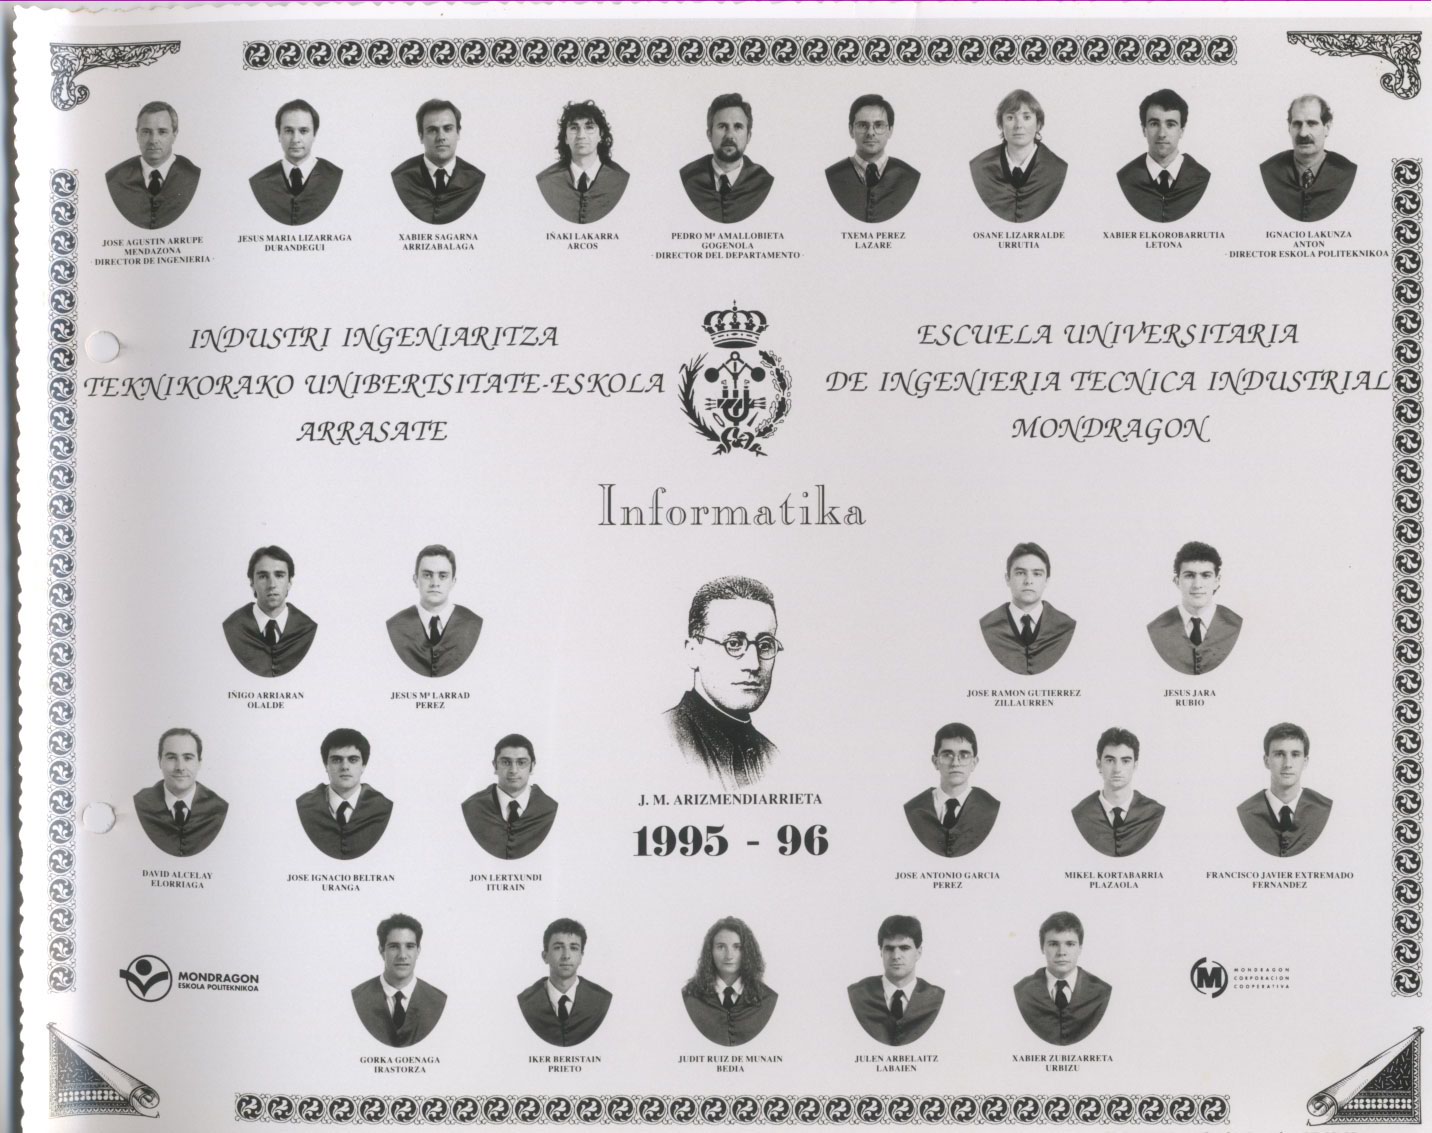 JOSE AGUSTIN ARRUPE
MENDAZONA
· DIRECTOR DE INGENIERIA ·
JESUS MARIA LIZARRAGA
DURANDEGUI
XABIER SAGARNA
ARRIZABALAGA
IÑAKI LAKARRA
ARCOS
PEDRO Mª AMALLOBIETA
GOGENOLA
· DIRECTOR DEL DEPARTAMENTO ·
TXEMA PEREZ
LAZARE
OSANE LIZARRALDE
URRUTIA
XABIER ELKOROBARRUTIA
LETONA
IGNACIO LAKUNZA
ANTON
· DIRECTOR ESKOLA POLITEKNIKOA ·
INDUSTRI INGENIARITZA
TEKNIKORAKO UNIBERTSITATE-ESKOLA
ARRASATE
ESCUELA UNIVERSITARIA
DE INGENIERIA TECNICA INDUSTRIAL
MONDRAGON
Informatika
IÑIGO ARRIARAN
OLALDE
JESUS Mª LARRAD
PEREZ
JOSE RAMON GUTIERREZ
ZILLAURREN
JESUS JARA
RUBIO
J. M. ARIZMENDIARRIETA
1995 - 96
DAVID ALCELAY
ELORRIAGA
JOSE IGNACIO BELTRAN
URANGA
JON LERTXUNDI
ITURAIN
JOSE ANTONIO GARCIA
PEREZ
MIKEL KORTABARRIA
PLAZAOLA
FRANCISCO JAVIER EXTREMADO
FERNANDEZ
MONDRAGON
ESKOLA POLITEKNIKOA
M
MONDRAGON
CORPORACION
COOPERATIVA
GORKA GOENAGA
IRASTORZA
IKER BERISTAIN
PRIETO
JUDIT RUIZ DE MUNAIN
BEDIA
JULEN ARBELAITZ
LABAIEN
XABIER ZUBIZARRETA
URBIZU